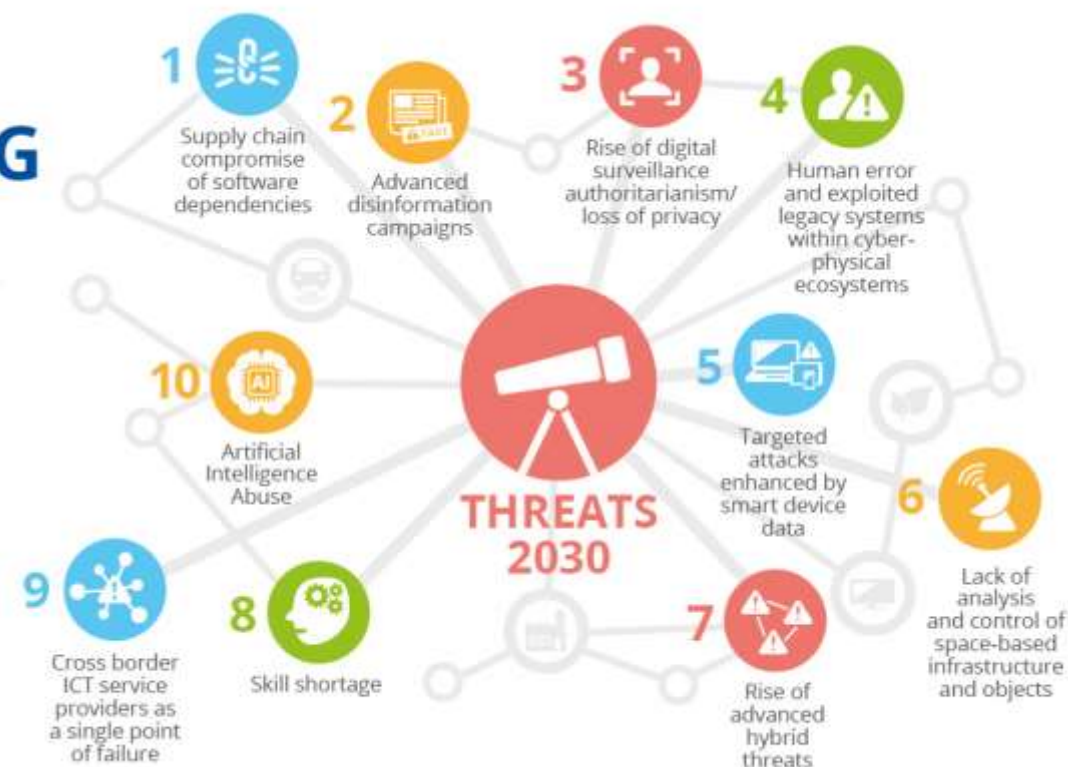 G
1
Supply chain
compromise
of software
dependencies
2
FAKE
Advanced
disinformation
campaigns
3
Rise of digital
surveillance
authoritarianism/
loss of privacy
4
Human error
and exploited
legacy systems
within cyber-
physical
ecosystems
THREATS
2030
5
Targeted
attacks
enhanced by
smart device
data
6
Lack of
analysis
and control of
space-based
infrastructure
and objects
7
Rise of
advanced
hybrid
threats
8
Skill shortage
9
Cross border
ICT service
providers as
a single point
of failure
10
AI
Artificial
Intelligence
Abuse